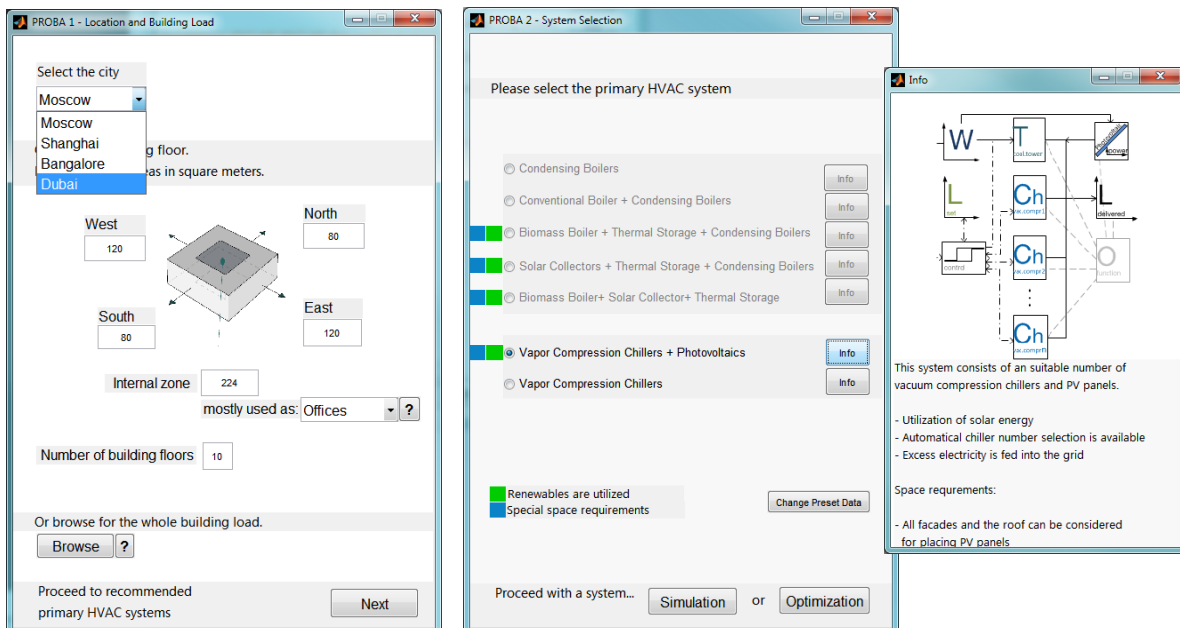 PROBA 1 - Location and Building Load
Select the city
Moscow
Moscow
Shanghai
Bangalore
Dubai
g floor.
eas in square meters.
West
120
North
80
South
80
East
120
Internal zone
224
mostly used as:
Offices
?
Number of building floors
10
Or browse for the whole building load.
Browse
?
Proceed to recommended
primary HVAC systems
Next
PROBA 2 - System Selection
Please select the primary HVAC system
Condensing Boilers
Info
Conventional Boiler + Condensing Boilers
Info
Biomass Boiler + Thermal Storage + Condensing Boilers
Info
Solar Collectors + Thermal Storage + Condensing Boilers
Info
Biomass Boiler+ Solar Collector+ Thermal Storage
Info
Vapor Compression Chillers + Photovoltaics
Info
Vapor Compression Chillers
Info
Renewables are utilized
Special space requirements
Change Preset Data
Proceed with a system...
Simulation
or
Optimization
Info
W
T
power
Ch
L
set
L
delivered
control
Ch
O
Ch
This system consists of an suitable number of
vacuum compression chillers and PV panels.
- Utilization of solar energy
- Automatical chiller number selection is available
- Excess electricity is fed into the grid
Space requrements:
- All facades and the roof can be considered
for placing PV panels